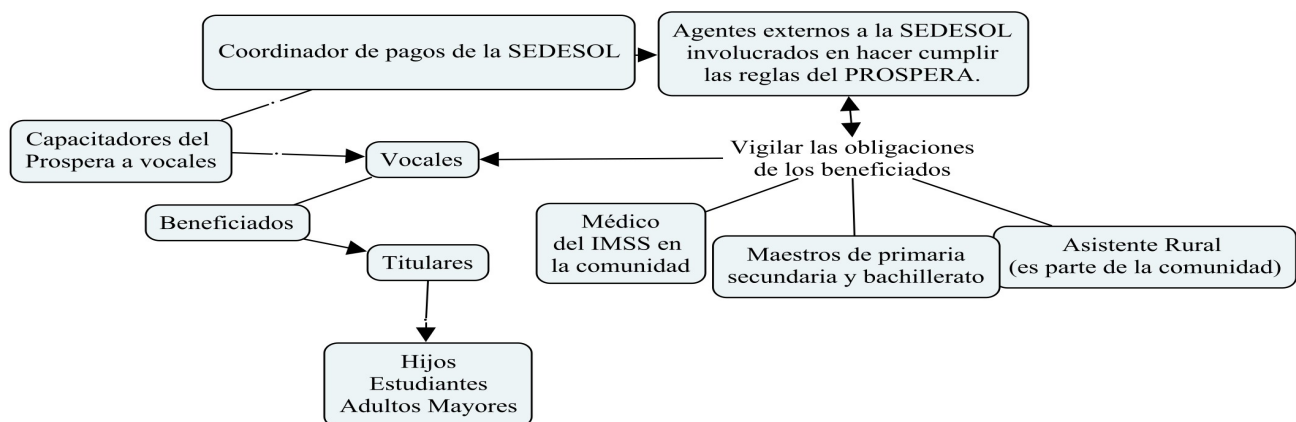 Coordinador de pagos de la SEDESOL
Agentes externos a la SEDESOL
involucrados en hacer cumplir
las reglas del PROSPERA.
Capacitadores del
Prospera a vocales
Vocales
Vigilar las obligaciones
de los beneficiados
Beneficiados
Titulares
Médico
del IMSS en
la comunidad
Maestros de primaria
secundaria y bachillerato
Asistente Rural
(es parte de la comunidad)
Hijos
Estudiantes
Adultos Mayores